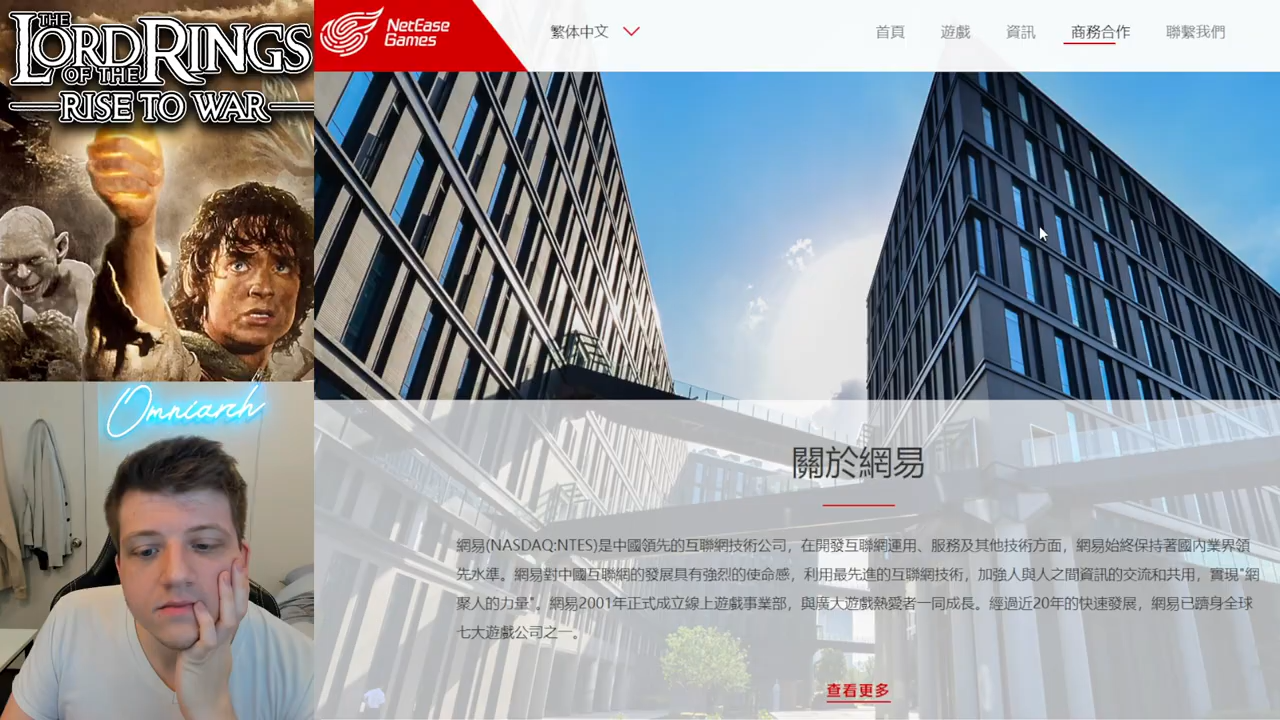 THE
LORD RINGS
OF THE
RISE TO WAR
NetEase
Games
繁体中文
首頁
遊戲
資訊
商務合作
聯繫我們
Omniarch
關於網易
網易(NASDAQ:NTES)是中國領先的互聯網技術公司，在開發互聯網運用、服務及其他技術方面，網易始終保持著國內業界領
先水準。網易對中國互聯網的發展具有強烈的使命感，利用最先進的互聯網技術，加強人與人之間資訊的交流和共用，實現"網
聚人的力量"。網易2001年正式成立線上遊戲事業部，與廣大遊戲熱愛者一同成長。經過近20年的快速發展，網易已躋身全球
七大遊戲公司之一。
查看更多